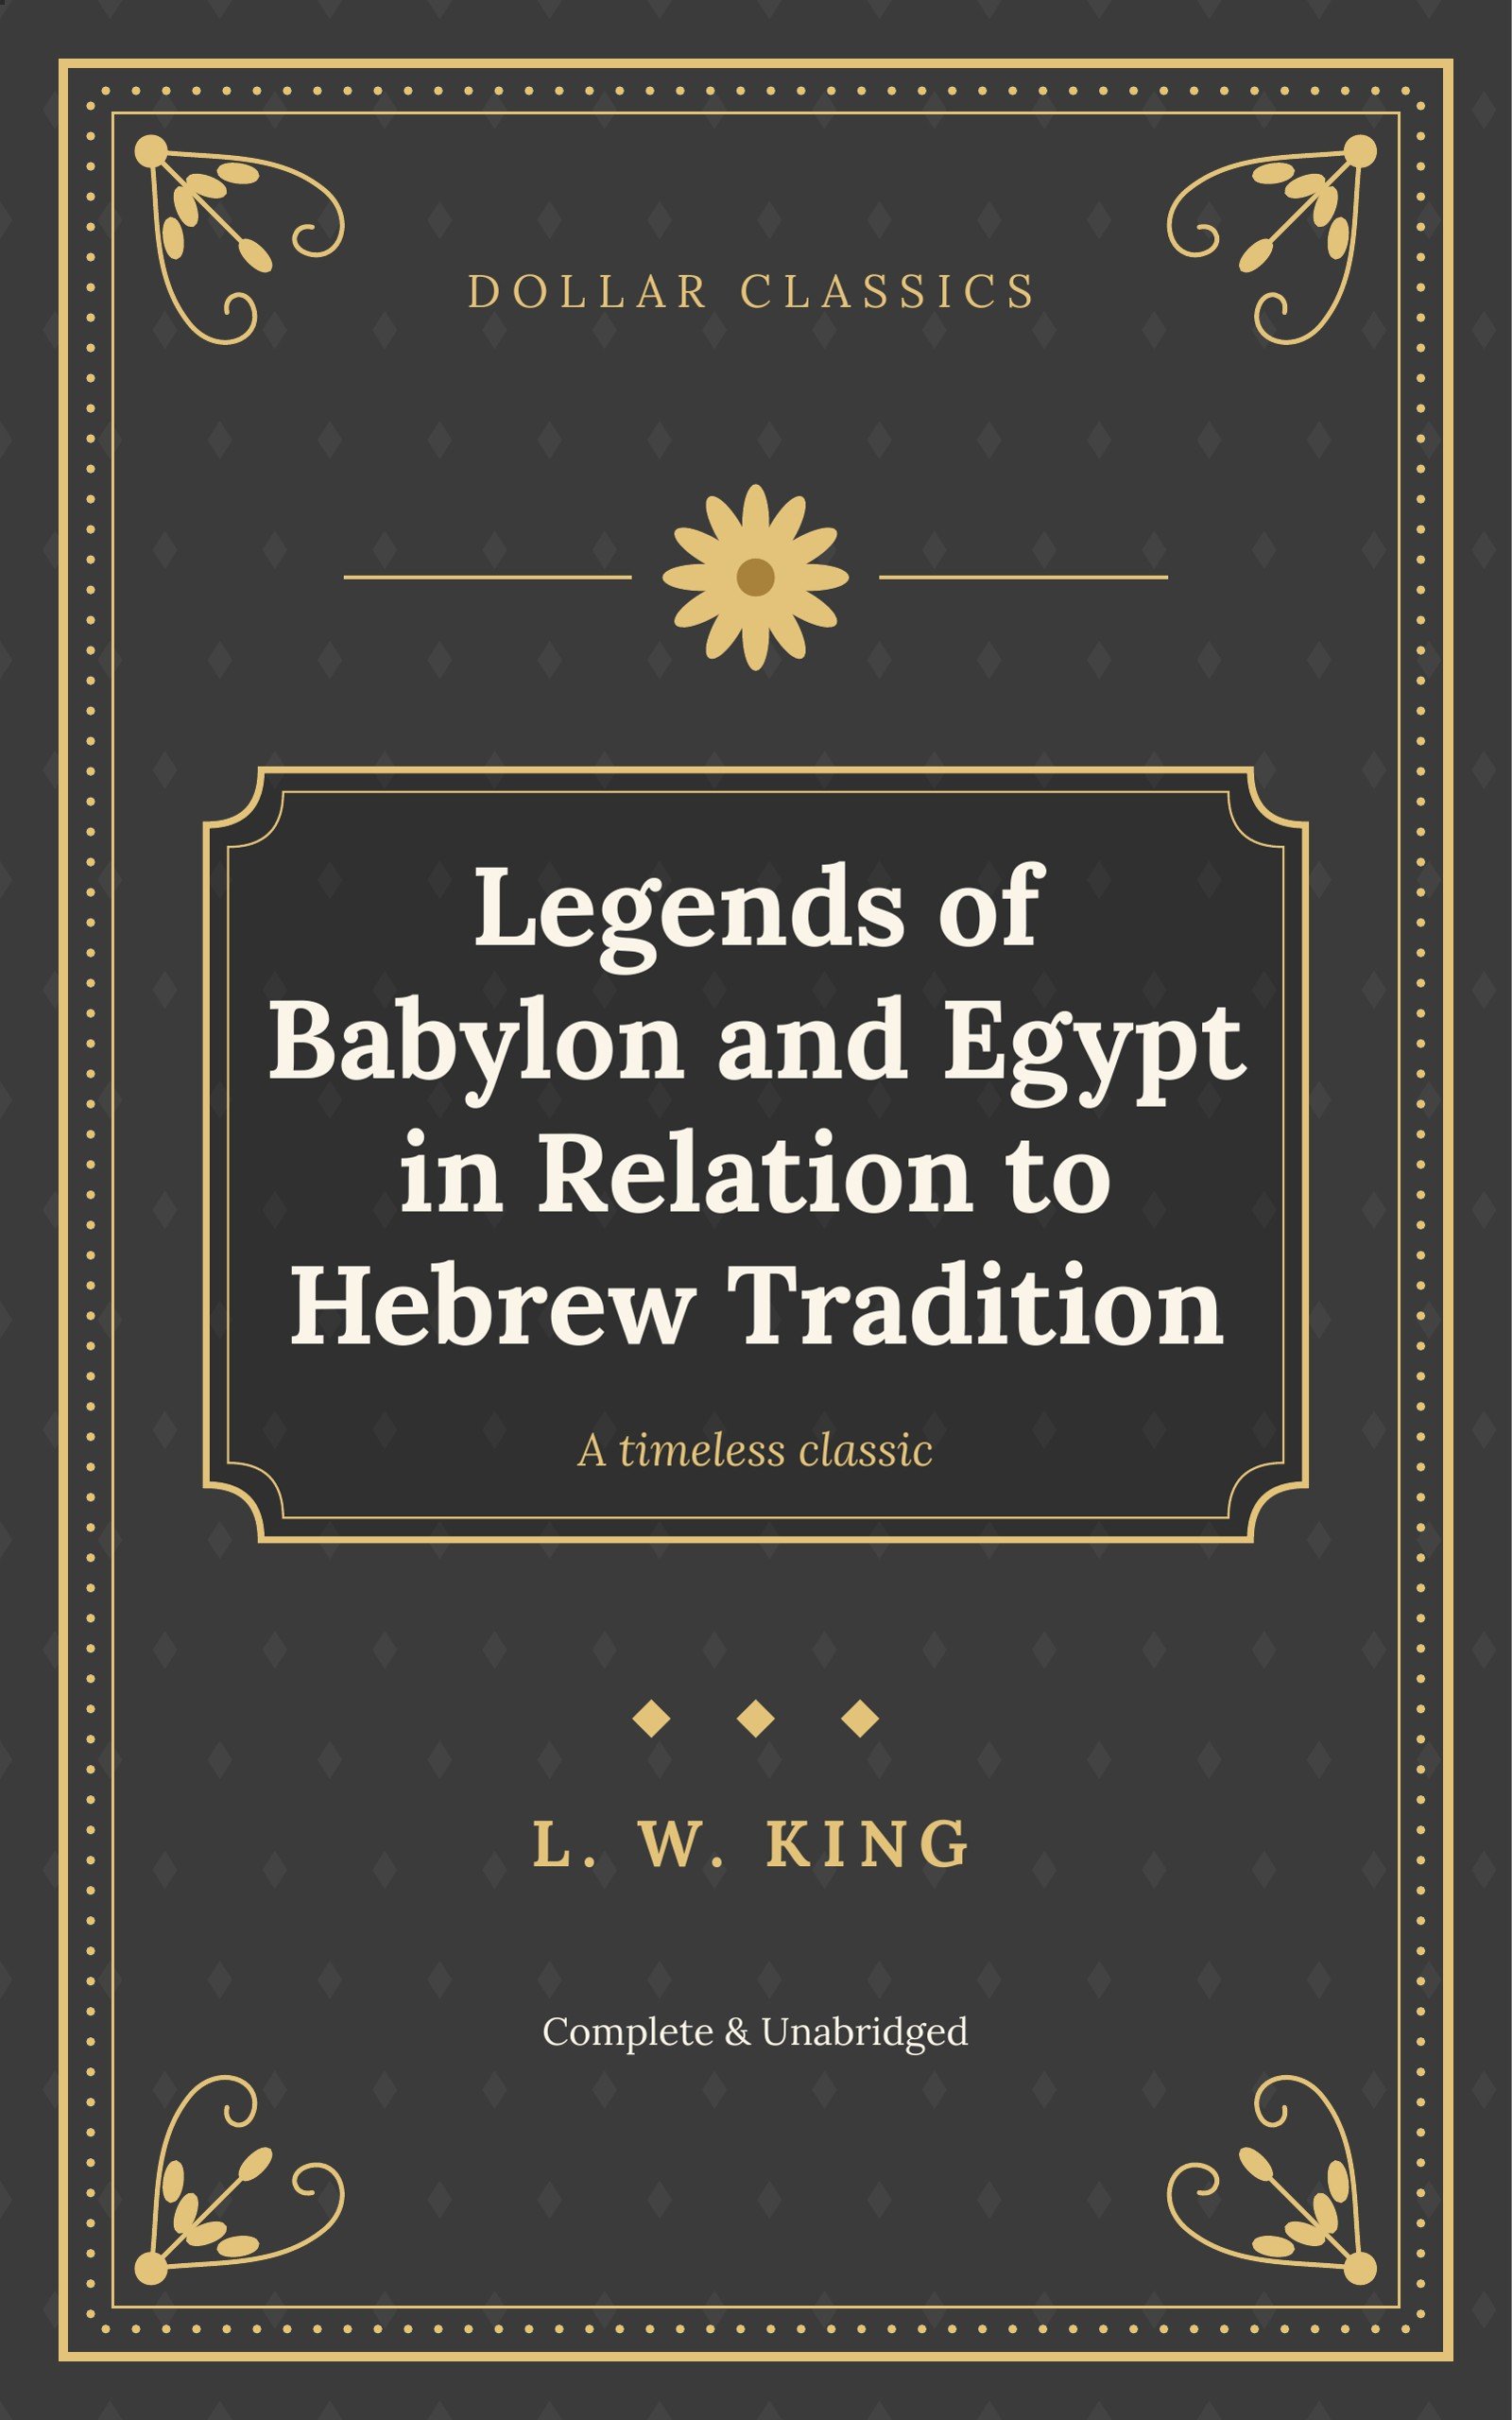 DOLLAR CLASSICS
Legends of
Babylon and Egypt
in Relation to
Hebrew Tradition
A timeless classic
L. W. KING
Complete & Unabridged